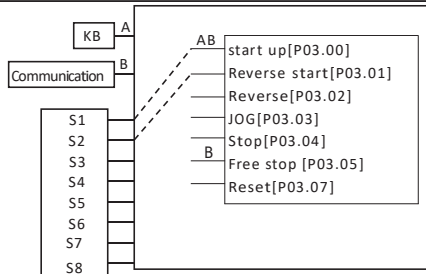 KB
A
Communication
B
S1
S2
S3
S4
S5
S6
S7
S8
AB
start up[P03.00]
Reverse start[P03.01]
Reverse[P03.02]
JOG[P03.03]
Stop[P03.04]
B
Free stop [P03.05]
Reset[P03.07]